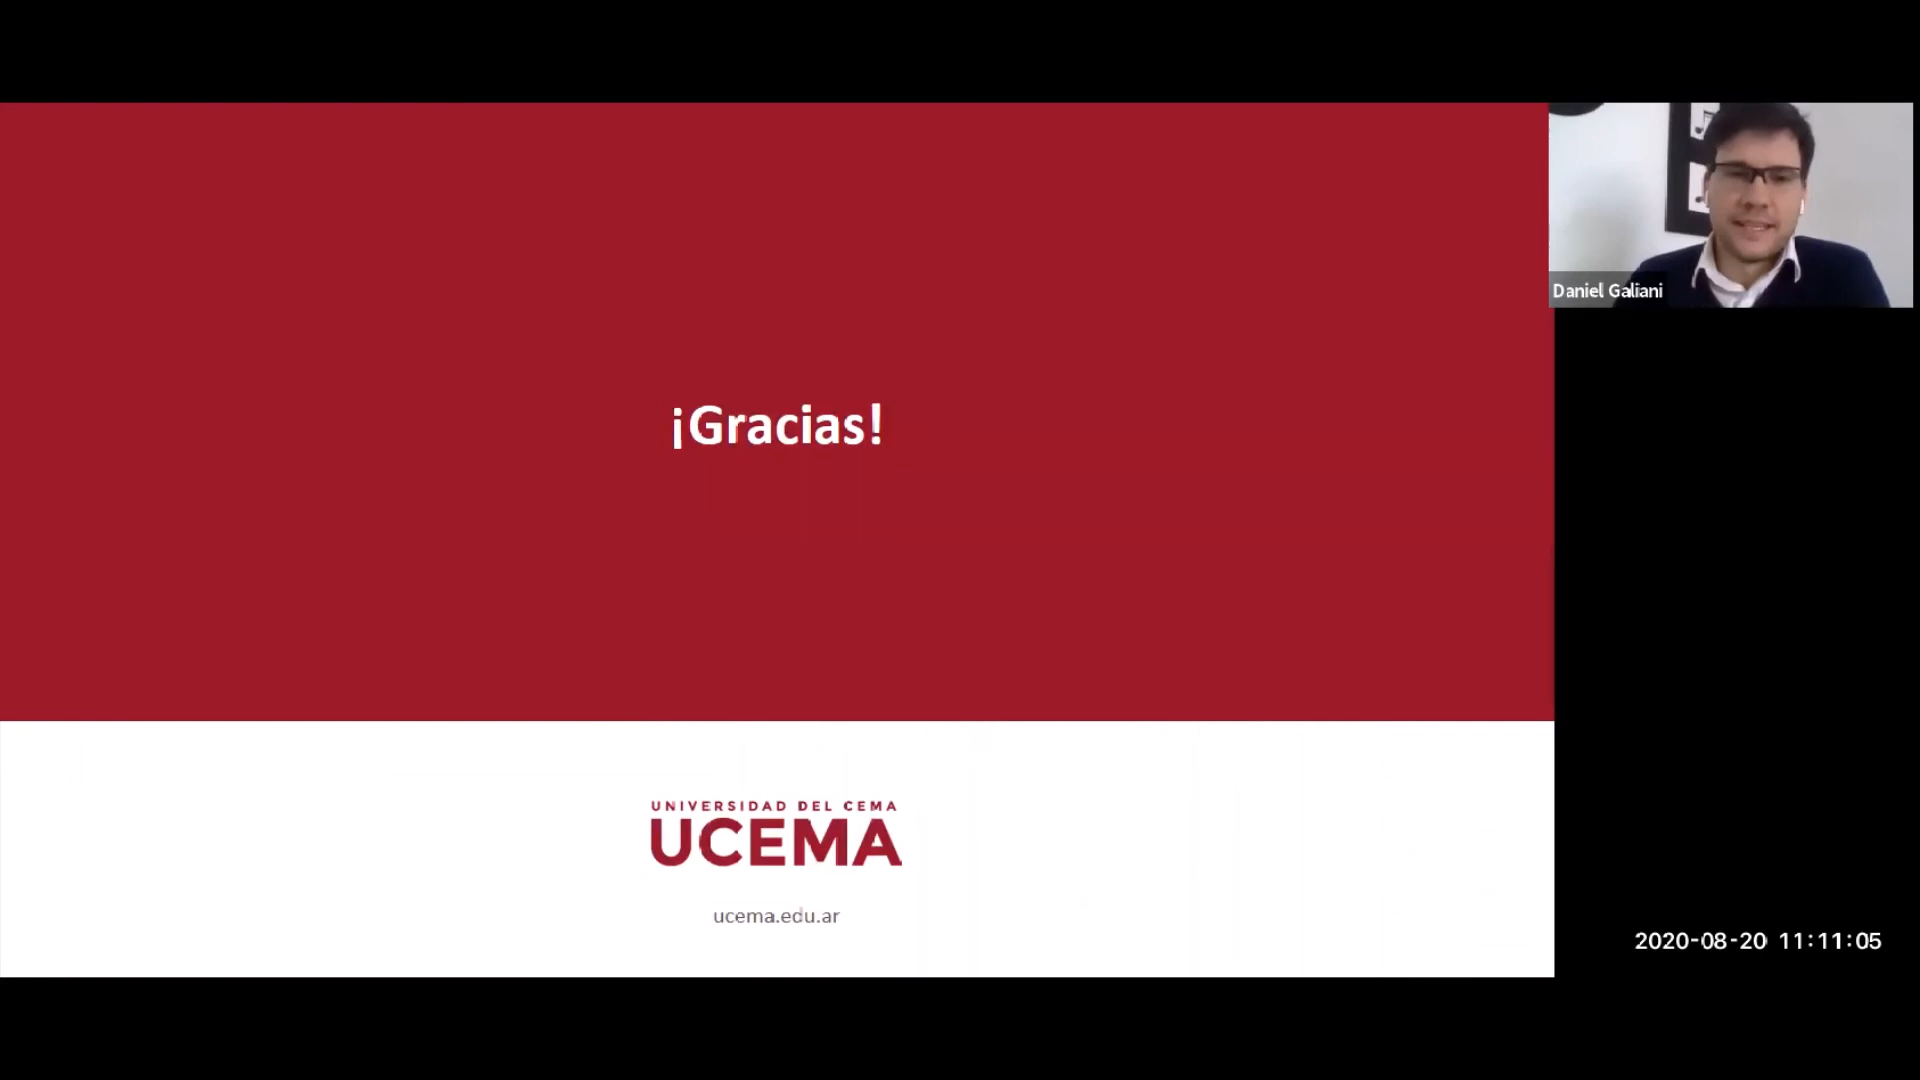 ¡Gracias!
Daniel Galiani
UNIVERSIDAD DEL CEMA
UCEMA
ucema.edu.ar
2020-08-20 11:11:05